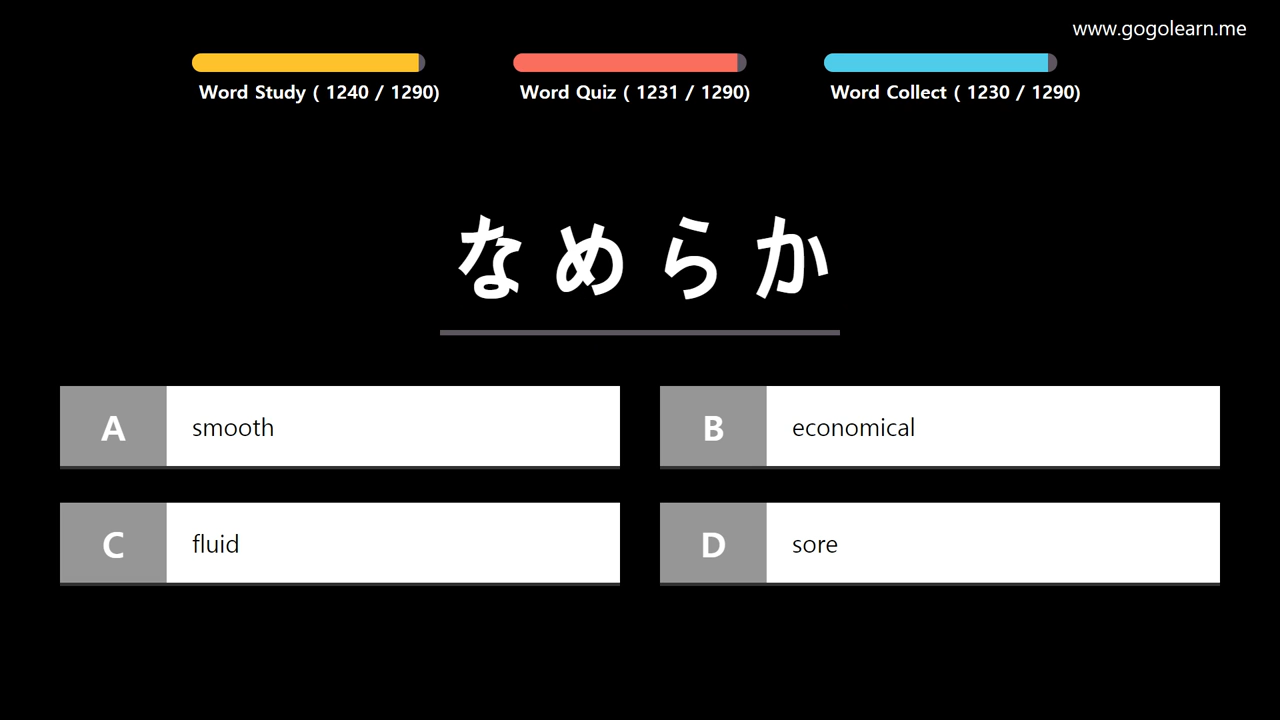 www.gogolearn.me
Word Study ( 1240 / 1290)
Word Quiz ( 1231 / 1290)
Word Collect ( 1230 / 1290)
なめらか
A smooth
B economical
C fluid
D sore